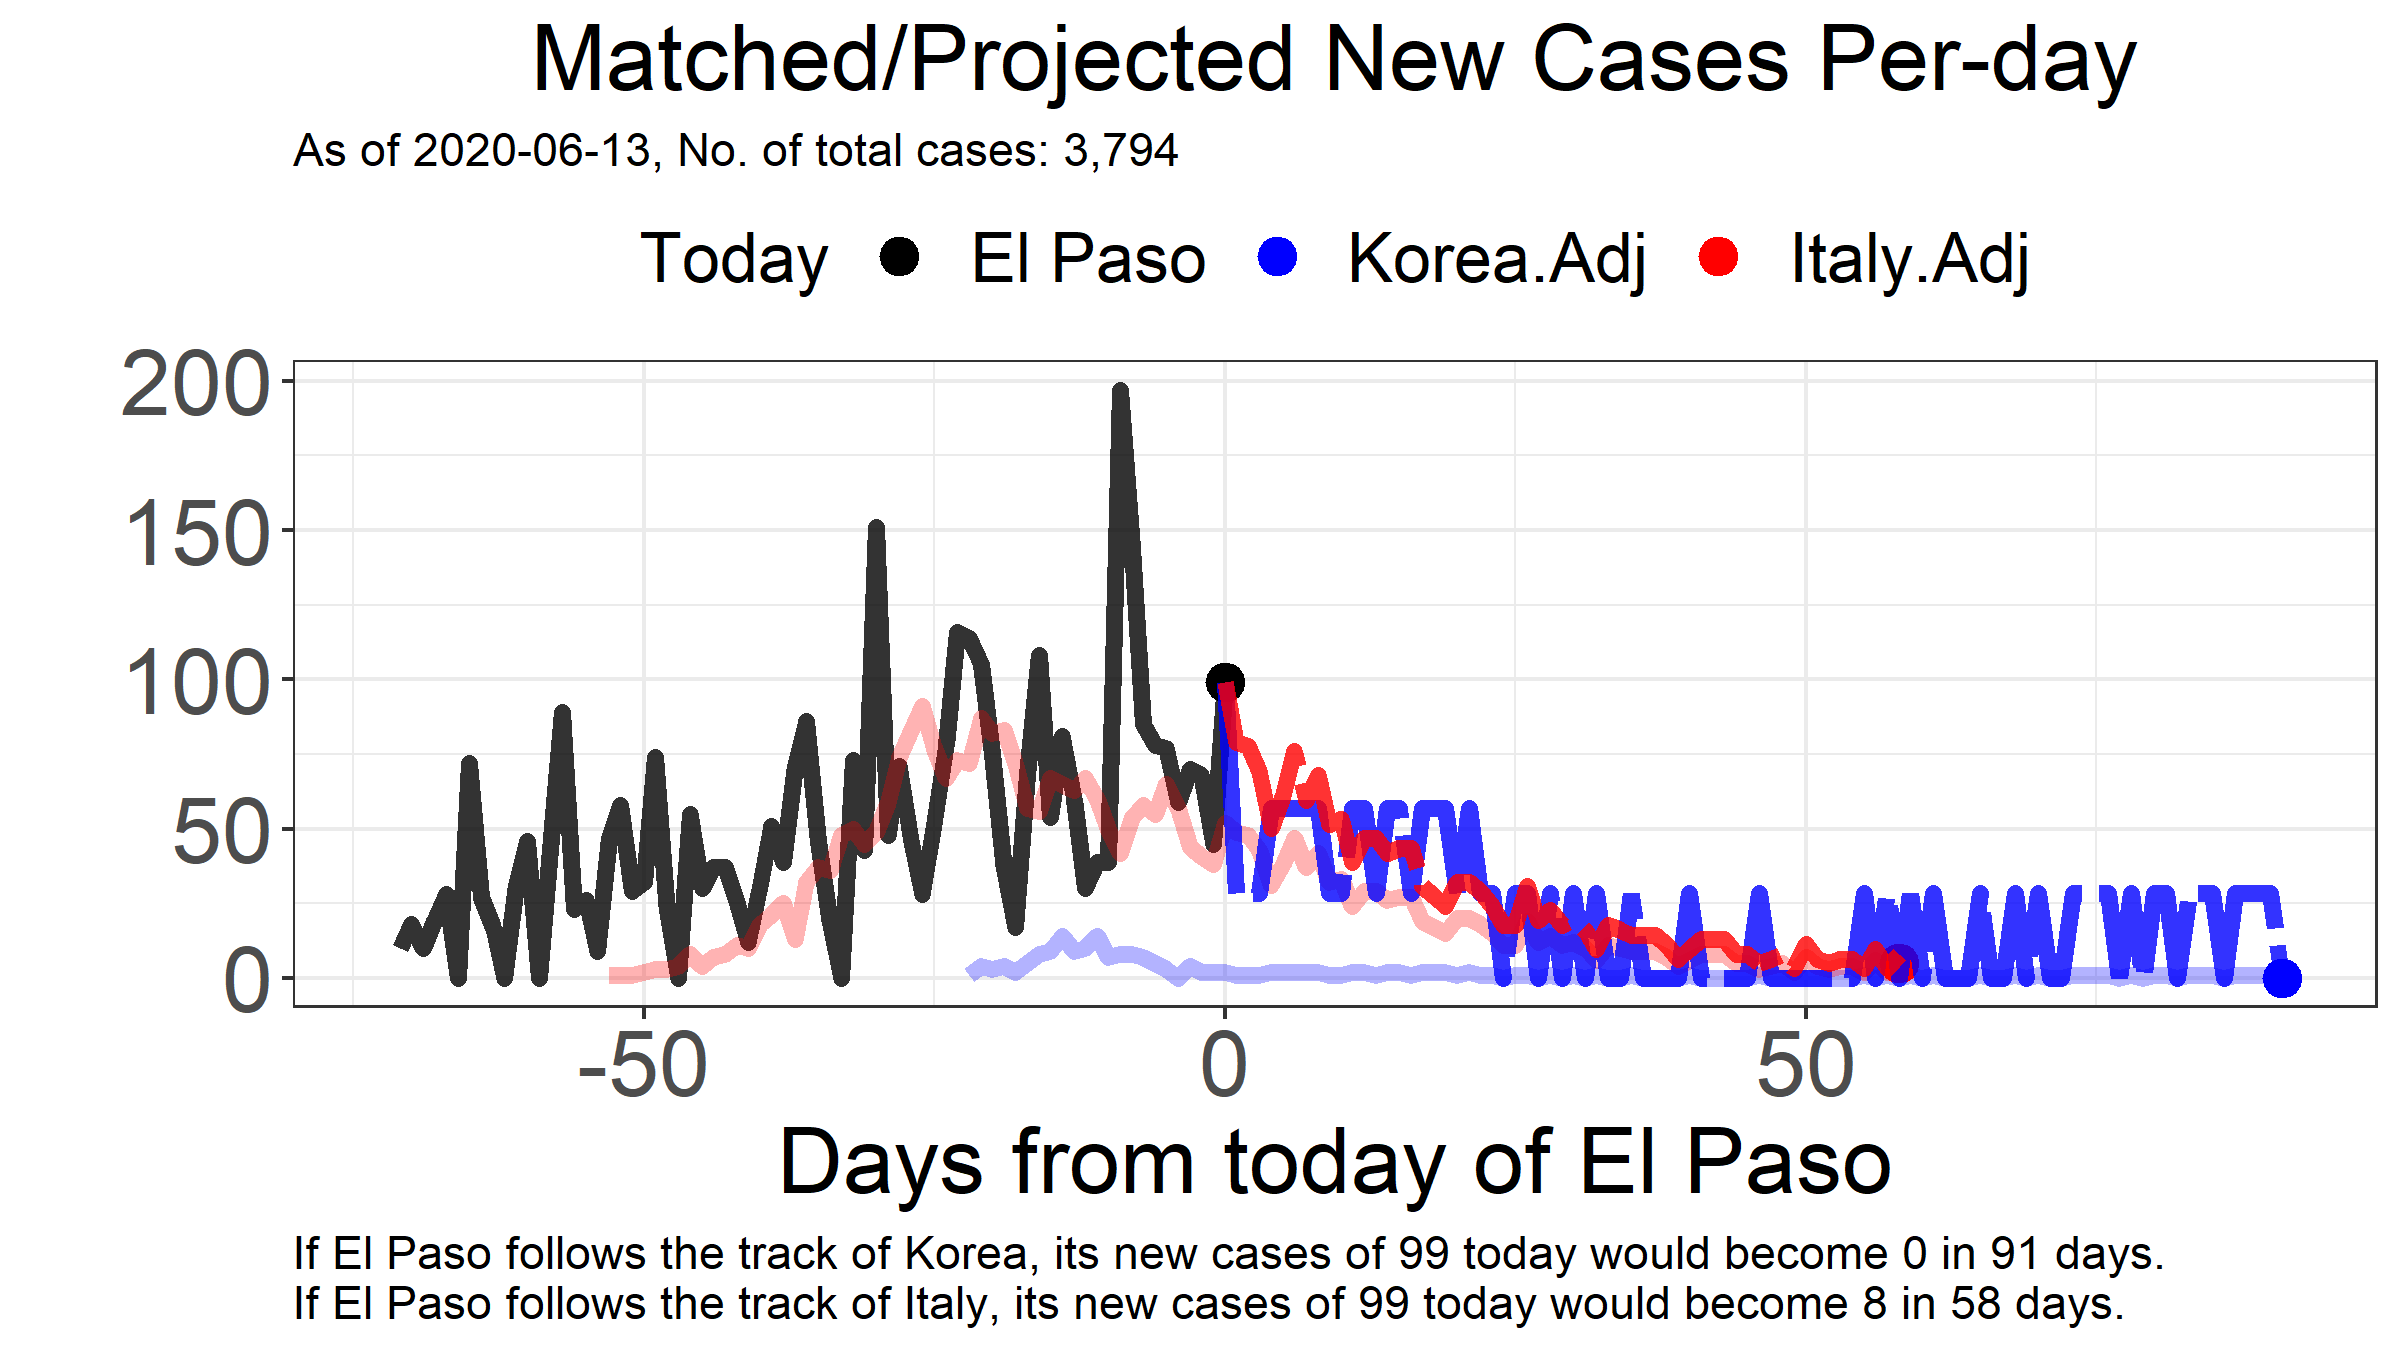 Matched/Projected New Cases Per-day
As of 2020-06-13, No. of total cases: 3,794
Today El Paso Korea.Adj Italy.Adj
200
150
100
50
0
-50 0 50
Days from today of El Paso
If El Paso follows the track of Korea, its new cases of 99 today would become 0 in 91 days.
If El Paso follows the track of Italy, its new cases of 99 today would become 8 in 58 days.